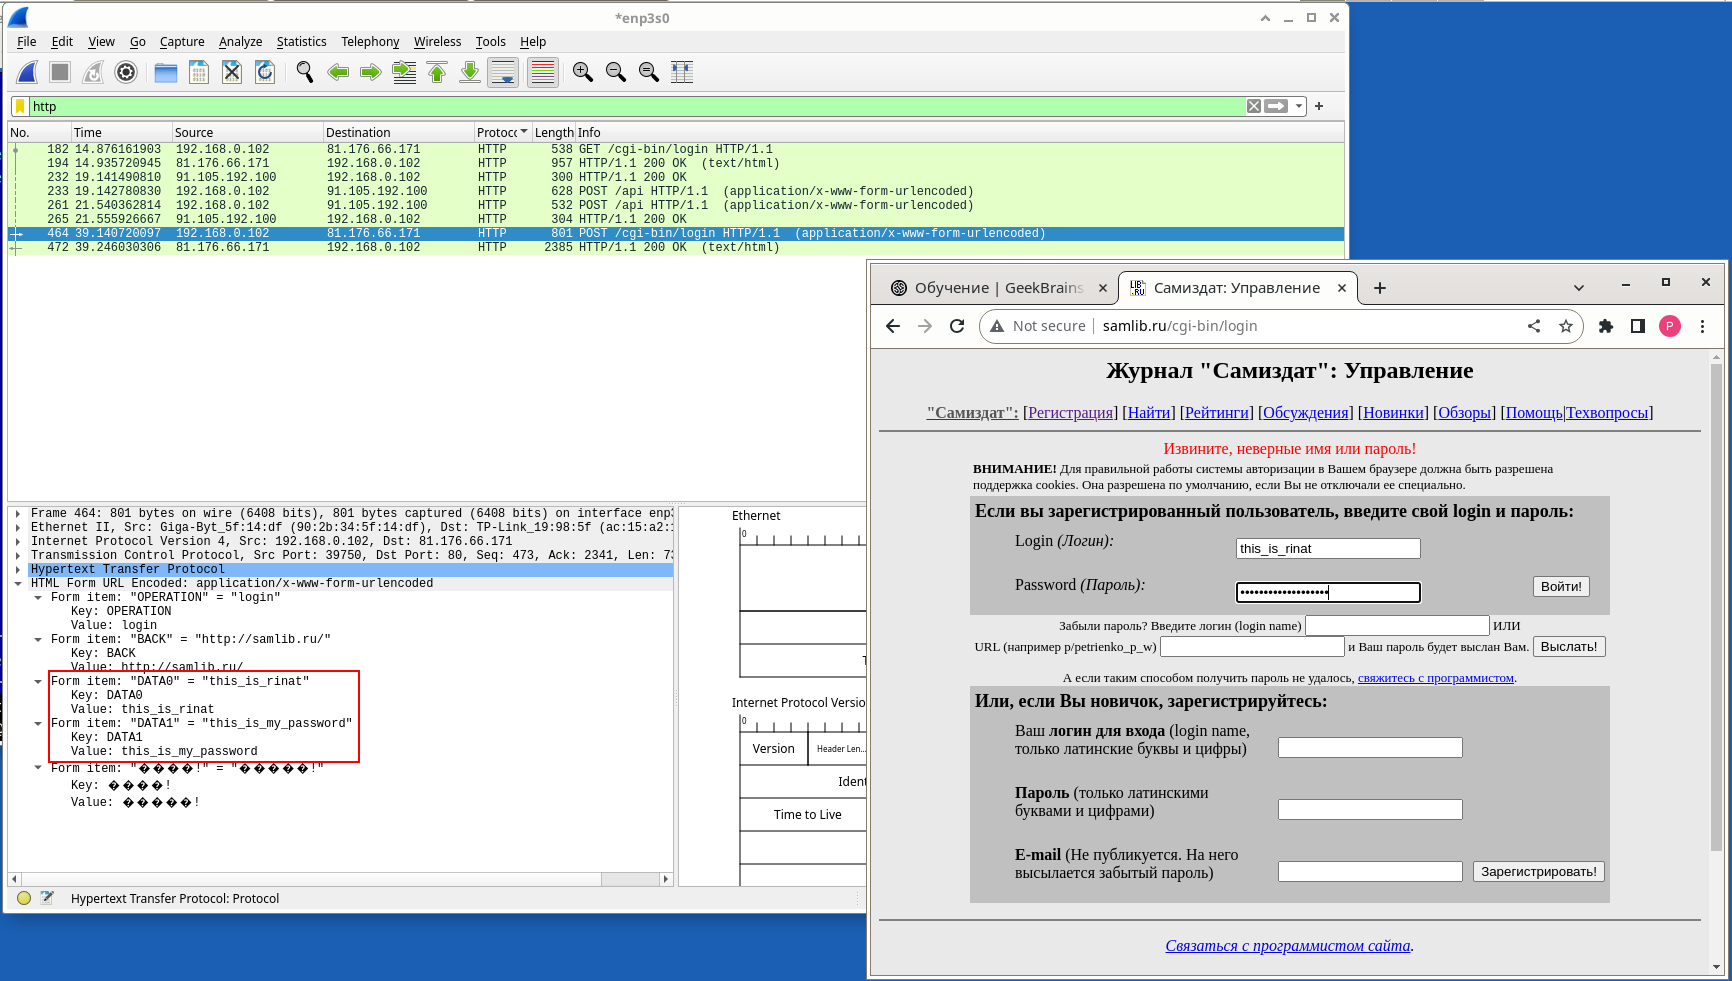 *enp3s0
File Edit View Go Capture Analyze Statistics Telephony Wireless Tools Help
http
No. Time Source Destination Protoc Length Info
182 14.876161903 192.168.0.102 81.176.66.171 HTTP 538 GET /cgi-bin/login HTTP/1.1
194 14.935720945 81.176.66.171 192.168.0.102 HTTP 957 HTTP/1.1 200 OK (text/html)
232 19.141490810 91.105.192.100 192.168.0.102 HTTP 300 HTTP/1.1 200 OK
233 19.142780830 192.168.0.102 91.105.192.100 HTTP 628 POST /api HTTP/1.1 (application/x-www-form-urlencoded)
261 21.540362814 192.168.0.102 91.105.192.100 HTTP 532 POST /api HTTP/1.1 (application/x-www-form-urlencoded)
265 21.555926667 91.105.192.100 192.168.0.102 HTTP 304 HTTP/1.1 200 OK
464 39.140720097 192.168.0.102 81.176.66.171 HTTP 801 POST /cgi-bin/login HTTP/1.1 (application/x-www-form-urlencoded)
472 39.246030306 81.176.66.171 192.168.0.102 HTTP 2385 HTTP/1.1 200 OK (text/html)
Frame 464: 801 bytes on wire (6408 bits), 801 bytes captured (6408 bits) on interface enp
Ethernet II, Src: Giga-Byt_5f:14:df (90:2b:34:5f:14:df), Dst: TP-Link_19:98:5f (ac:15:a2:
Internet Protocol Version 4, Src: 192.168.0.102, Dst: 81.176.66.171
Transmission Control Protocol, Src Port: 39750, Dst Port: 80, Seq: 473, Ack: 2341, Len: 73
Hypertext Transfer Protocol
HTML Form URL Encoded: application/x-www-form-urlencoded
Form item: "OPERATION" = "login"
Key: OPERATION
Value: login
Form item: "BACK" = "http://samlib.ru/"
Key: BACK
Value: http://samlib.ru/
Form item: "DATA0" = "this_is_rinat"
Key: DATA0
Value: this_is_rinat
Form item: "DATA1" = "this_is_my_password"
Key: DATA1
Value: this_is_my_password
Form item: "����!" = "�����!"
Key: ����!
Value: �����!
Hypertext Transfer Protocol: Protocol
Ethernet
0
T
Internet Protocol Versio
0
Version Header Len...
Ident
Time to Live
Обучение | GeekBrains
Самиздат: Управление
Not secure samlib.ru/cgi-bin/login P
Журнал "Самиздат": Управление
"Самиздат": [Регистрация] [Найти] [Рейтинги] [Обсуждения] [Новинки] [Обзоры] [Помощь|Техвопросы]
Извините, неверные имя или пароль!
ВНИМАНИЕ! Для правильной работы системы авторизации в Вашем браузере должна быть разрешена
поддержка cookies. Она разрешена по умолчанию, если Вы не отключали ее специально.
Если вы зарегистрированный пользователь, введите свой login и пароль:
Login (Логин): this_is_rinat
Password (Пароль): ••••••••••••••••••• Войти!
Забыли пароль? Введите логин (login name) ИЛИ
URL (например p/petrienko_p_w) и Ваш пароль будет выслан Вам. Выслать!
А если таким способом получить пароль не удалось, свяжитесь с программистом.
Или, если Вы новичок, зарегистрируйтесь:
Ваш логин для входа (login name,
только латинские буквы и цифры)
Пароль (только латинскими
буквами и цифрами)
E-mail (Не публикуется. На него
высылается забытый пароль) Зарегистрировать!
Связаться с программистом сайта.